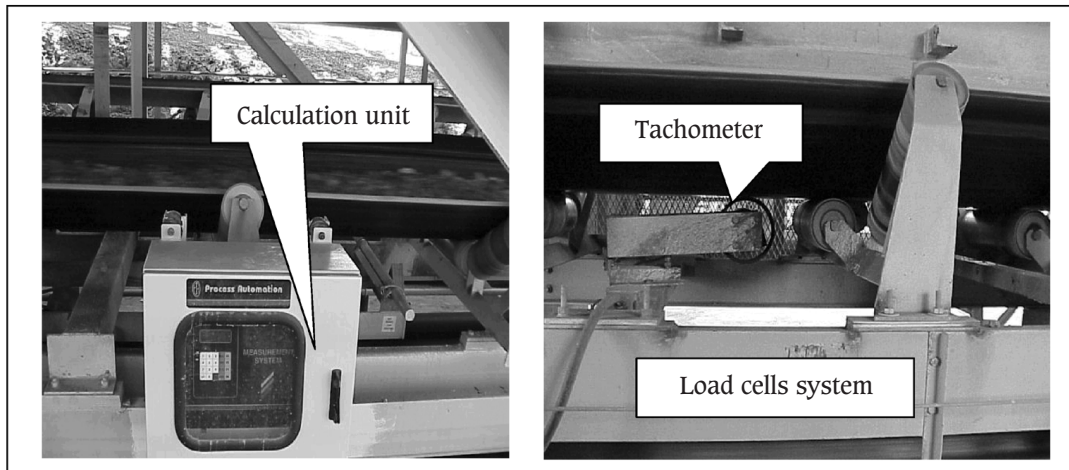 Calculation unit
Process Automation
MEASUREMENT
SYSTEM
Tachometer
Load cells system